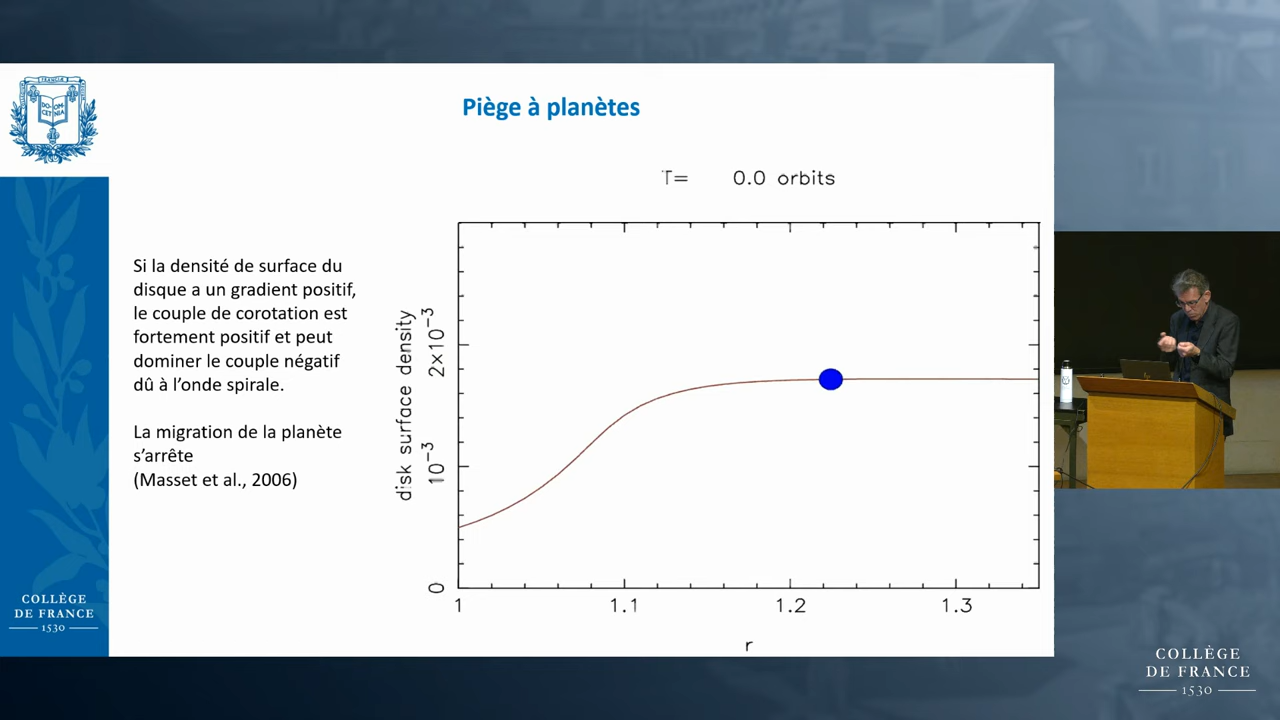 Piège à planètes
T= 0.0 orbits
Si la densité de surface du
disque a un gradient positif,
le couple de corotation est
fortement positif et peut
dominer le couple négatif
dû à l'onde spirale.
La migration de la planète
s'arrête
(Masset et al., 2006)
disk surface density
0
10⁻³
2×10⁻³
1
1.1
1.2
1.3
r
COLLÈGE
DE FRANCE
1530
COLLÈGE
DE FRANCE
1530